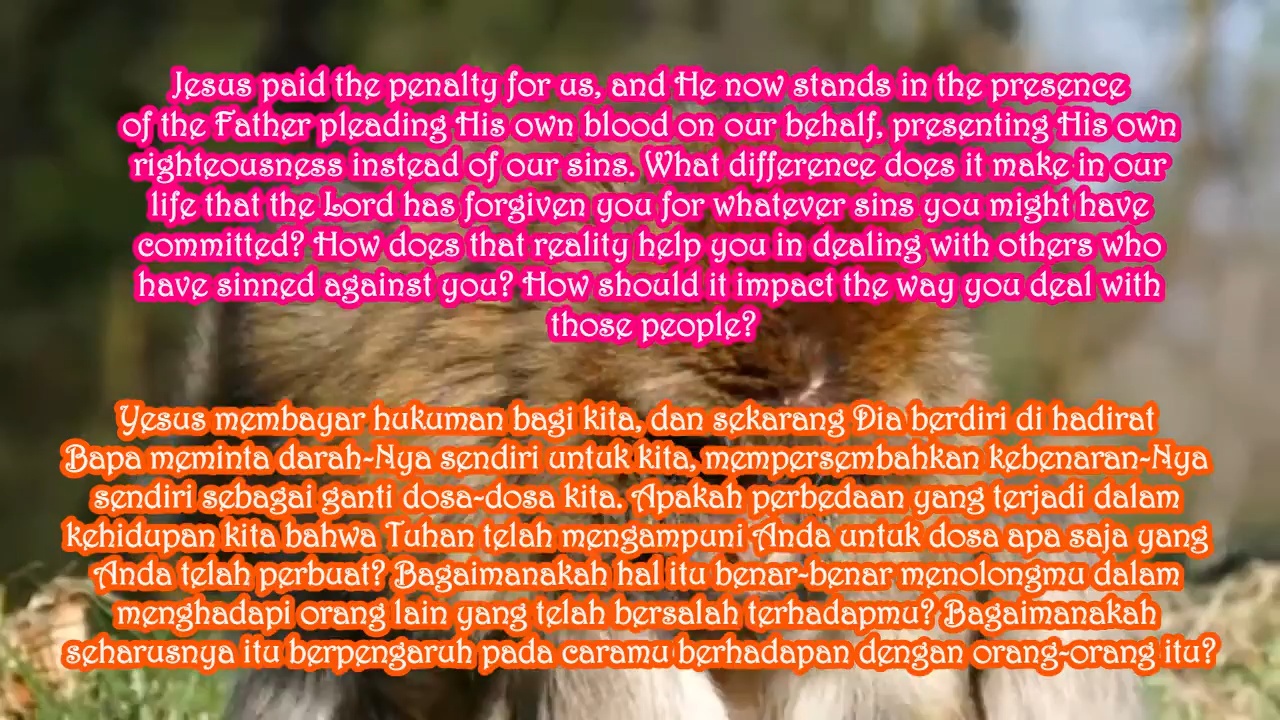 Jesus paid the penalty for us, and He now stands in the presence
of the Father pleading His own blood on our behalf, presenting His own
righteousness instead of our sins. What difference does it make in our
life that the Lord has forgiven you for whatever sins you might have
committed? How does that reality help you in dealing with others who
have sinned against you? How should it impact the way you deal with
those people?
Yesus membayar hukuman bagi kita, dan sekarang Dia berdiri di hadirat
Bapa meminta darah-Nya sendiri untuk kita, mempersembahkan kebenaran-Nya
sendiri sebagai ganti dosa-dosa kita. Apakah perbedaan yang terjadi dalam
kehidupan kita bahwa Tuhan telah mengampuni Anda untuk dosa apa saja yang
Anda telah perbuat? Bagaimanakah hal itu benar-benar menolongmu dalam
menghadapi orang lain yang telah bersalah terhadapmu? Bagaimanakah
seharusnya itu berpengaruh pada caramu berhadapan dengan orang-orang itu?